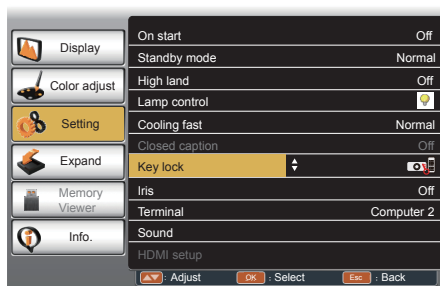 Display
Color adjust
Setting
Expand
Memory
Viewer
Info.
On start Off
Standby mode Normal
High land Off
Lamp control
Cooling fast Normal
Closed caption Off
Key lock
Iris Off
Terminal Computer 2
Sound
HDMI setup
: Adjust OK : Select Esc : Back